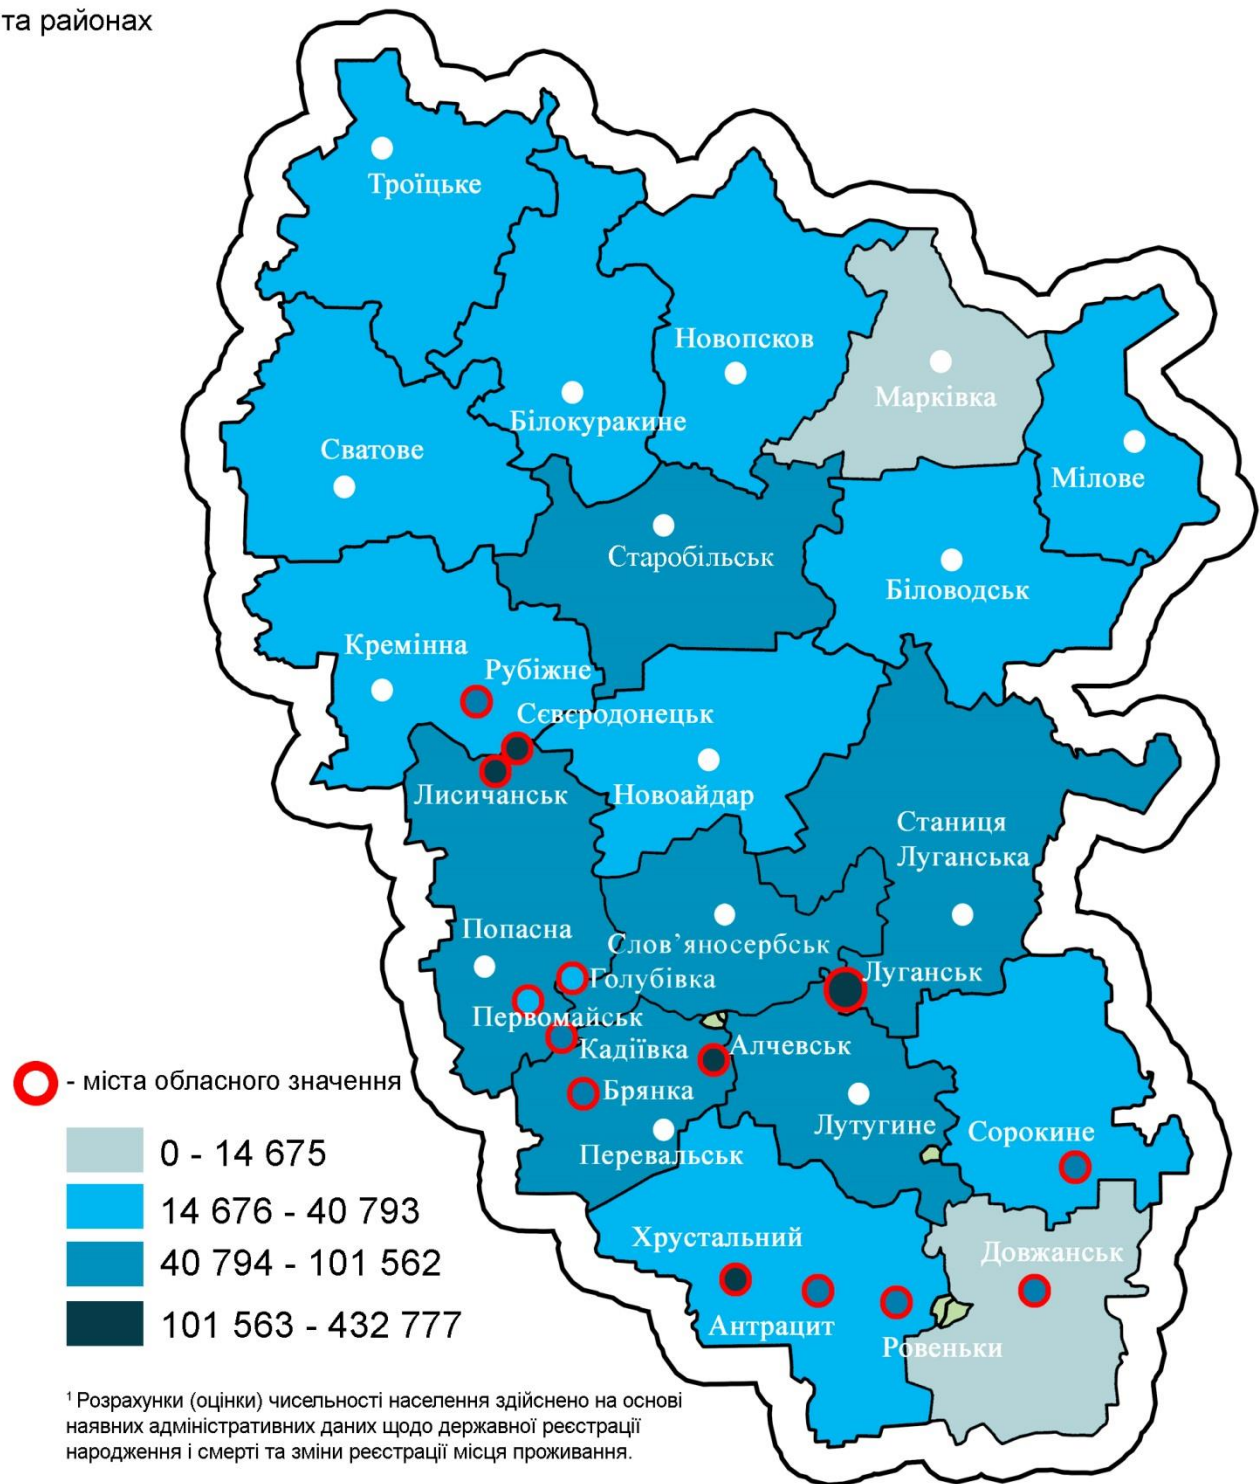 та районах
Троїцьке
Новопсков
Марківка
Білокуракине
Сватове
Мілове
Старобільськ
Біловодськ
Кремінна
Рубіжне
Сєвєродонецьк
Лисичанськ
Новоайдар
Станиця
Луганська
Попасна
Слов’яносербськ
Голубівка
Луганськ
Первомайськ
Кадіївка
Алчевськ
- міста обласного значення
Брянка
Лутугине
Сорокине
Перевальськ
0 - 14 675
14 676 - 40 793
Хрустальний
Довжанськ
40 794 - 101 562
101 563 - 432 777
Антрацит
Ровеньки
¹ Розрахунки (оцінки) чисельності населення здійснено на основі
наявних адміністративних даних щодо державної реєстрації
народження і смерті та зміни реєстрації місця проживання.